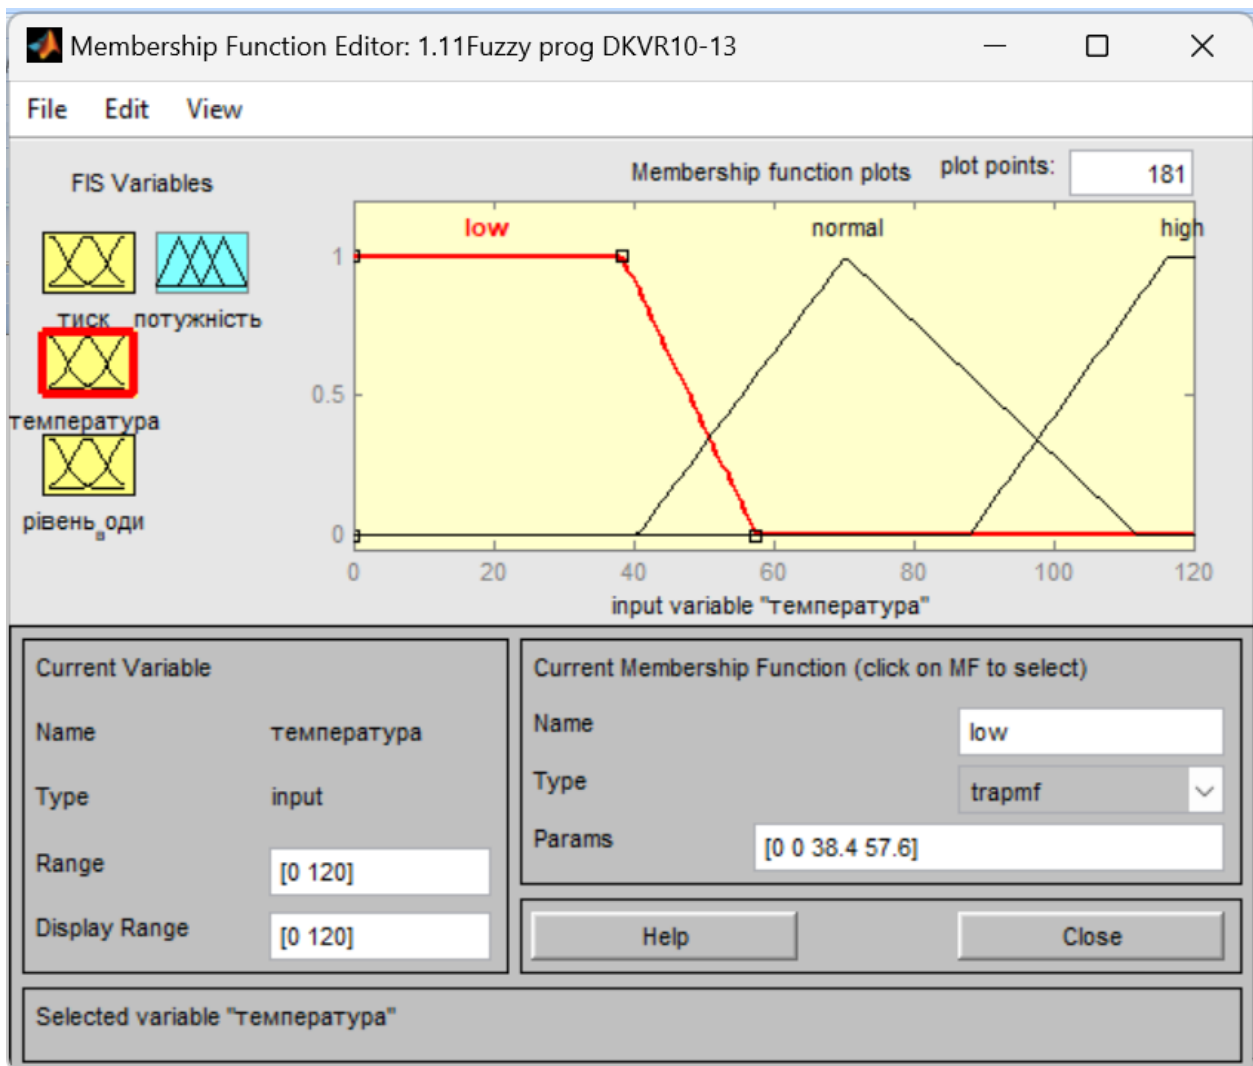 Membership Function Editor: 1.11Fuzzy prog DKVR10-13
File Edit View
FIS Variables
Membership function plots plot points: 181
тиск потужність
температура
рівень_води
low normal high
1
0.5
0
0 20 40 60 80 100 120
input variable "температура"
Current Variable
Name температура
Type input
Range [0 120]
Display Range [0 120]
Current Membership Function (click on MF to select)
Name low
Type trapmf
Params [0 0 38.4 57.6]
Help Close
Selected variable "температура"